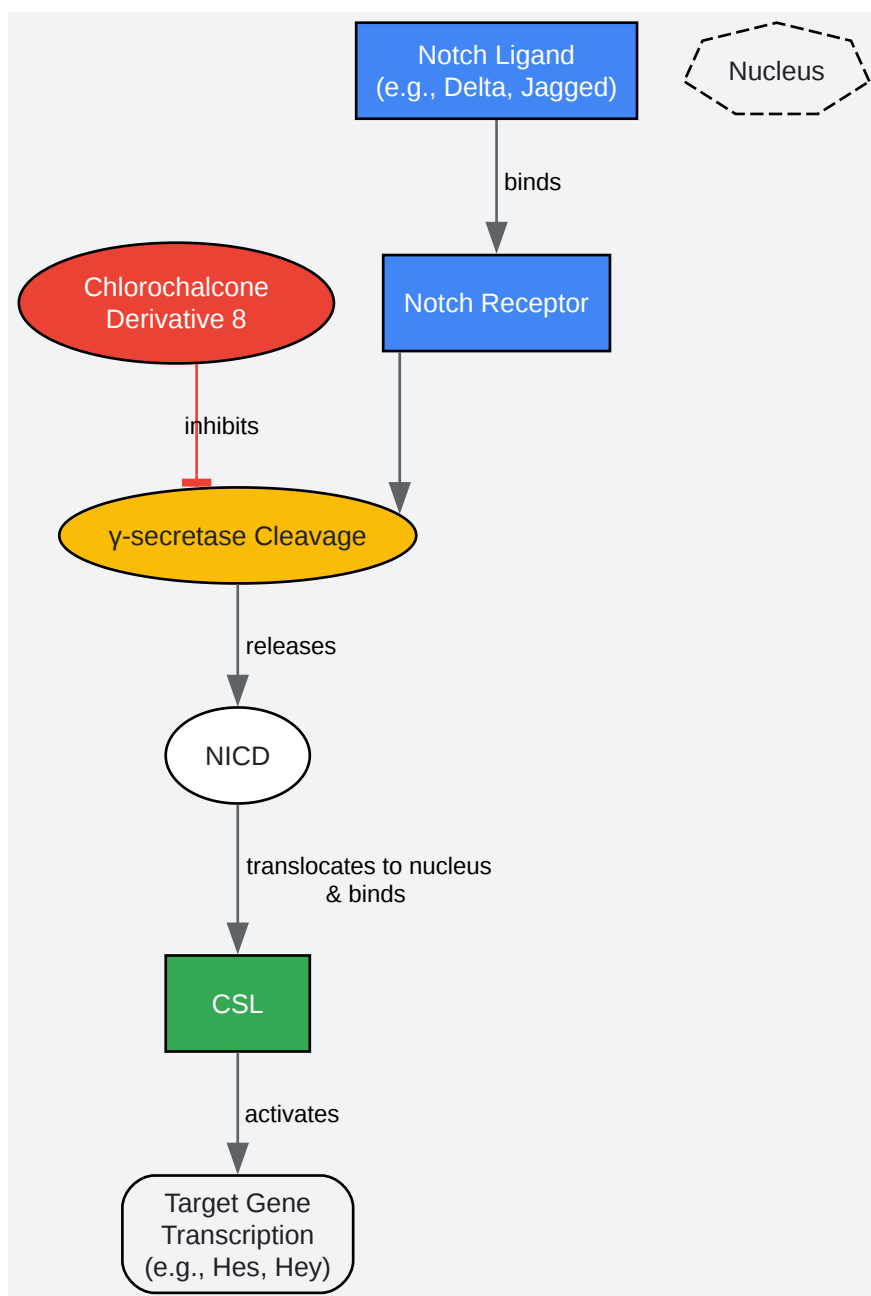 Notch Ligand
(e.g., Delta, Jagged)
Nucleus
binds
Chlorochalcone
Derivative 8
Notch Receptor
inhibits
γ-secretase Cleavage
releases
NICD
translocates to nucleus
& binds
CSL
activates
Target Gene
Transcription
(e.g., Hes, Hey)